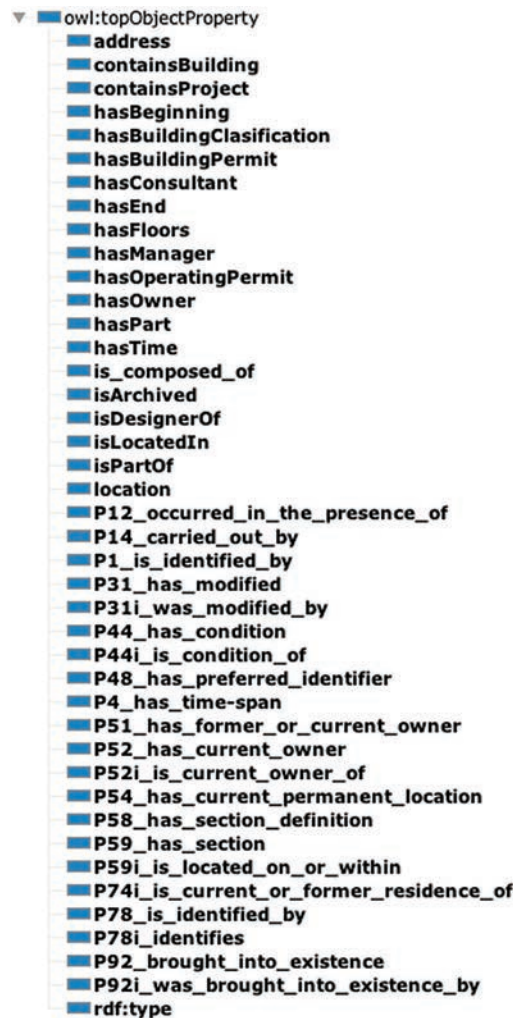 owl:topObjectProperty
address
containsBuilding
containsProject
hasBeginning
hasBuildingClasification
hasBuildingPermit
hasConsultant
hasEnd
hasFloors
hasManager
hasOperatingPermit
hasOwner
hasPart
hasTime
is_composed_of
isArchived
isDesignerOf
isLocatedIn
isPartOf
location
P12_occurred_in_the_presence_of
P14_carried_out_by
P1_is_identified_by
P31_has_modified
P31i_was_modified_by
P44_has_condition
P44i_is_condition_of
P48_has_preferred_identifier
P4_has_time-span
P51_has_former_or_current_owner
P52_has_current_owner
P52i_is_current_owner_of
P54_has_current_permanent_location
P58_has_section_definition
P59_has_section
P59i_is_located_on_or_within
P74i_is_current_or_former_residence_of
P78_is_identified_by
P78i_identifies
P92_brought_into_existence
P92i_was_brought_into_existence_by
rdf:type